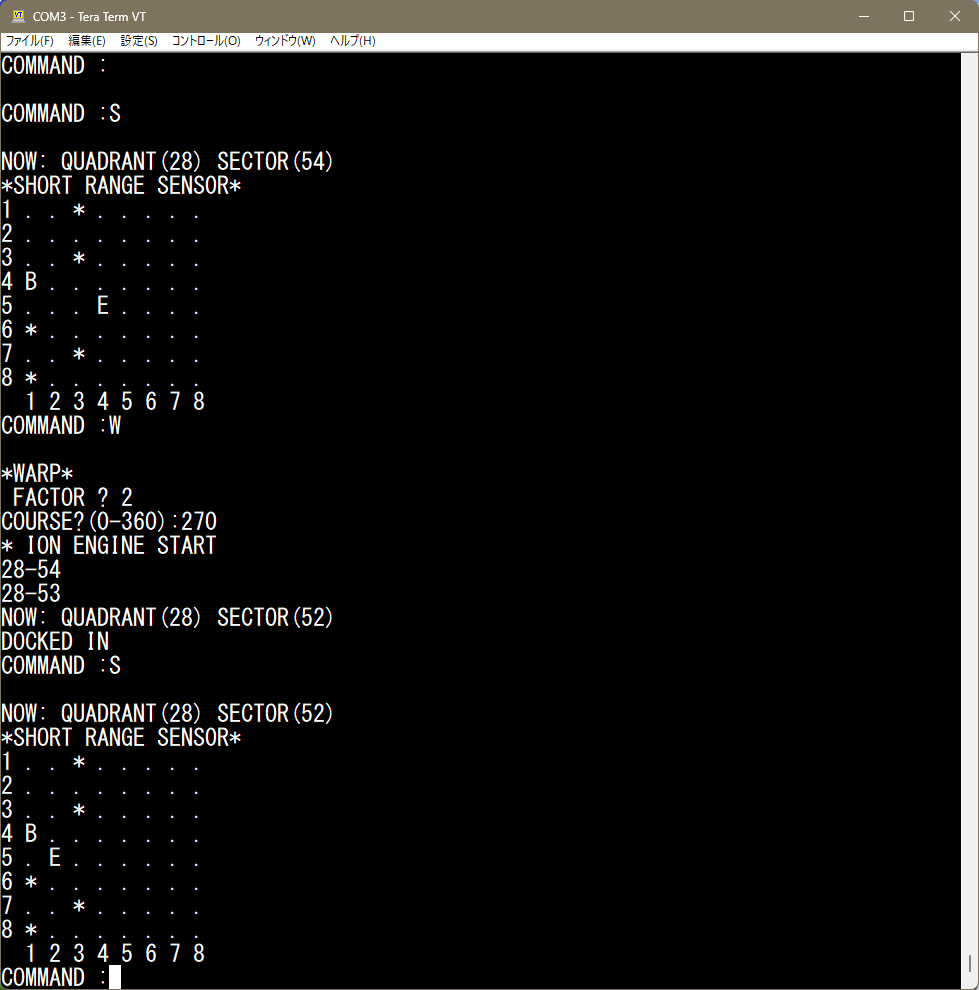 COM3 - Tera Term VT
ファイル(F) 編集(E) 設定(S) コントロール(O) ウィンドウ(W) ヘルプ(H)
COMMAND :
COMMAND :S
NOW: QUADRANT(28) SECTOR(54)
*SHORT RANGE SENSOR*
1 . . * . . . . .
2 . . . . . . . .
3 . . * . . . . .
4 B . . . . . . .
5 . . . E . . . .
6 * . . . . . . .
7 . . * . . . . .
8 * . . . . . . .
1 2 3 4 5 6 7 8
COMMAND :W
*WARP*
FACTOR ? 2
COURSE?(0-360):270
* ION ENGINE START
28-54
28-53
NOW: QUADRANT(28) SECTOR(52)
DOCKED IN
COMMAND :S
NOW: QUADRANT(28) SECTOR(52)
*SHORT RANGE SENSOR*
1 . . * . . . . .
2 . . . . . . . .
3 . . * . . . . .
4 B . . . . . . .
5 . E . . . . . .
6 * . . . . . . .
7 . . * . . . . .
8 * . . . . . . .
1 2 3 4 5 6 7 8
COMMAND :